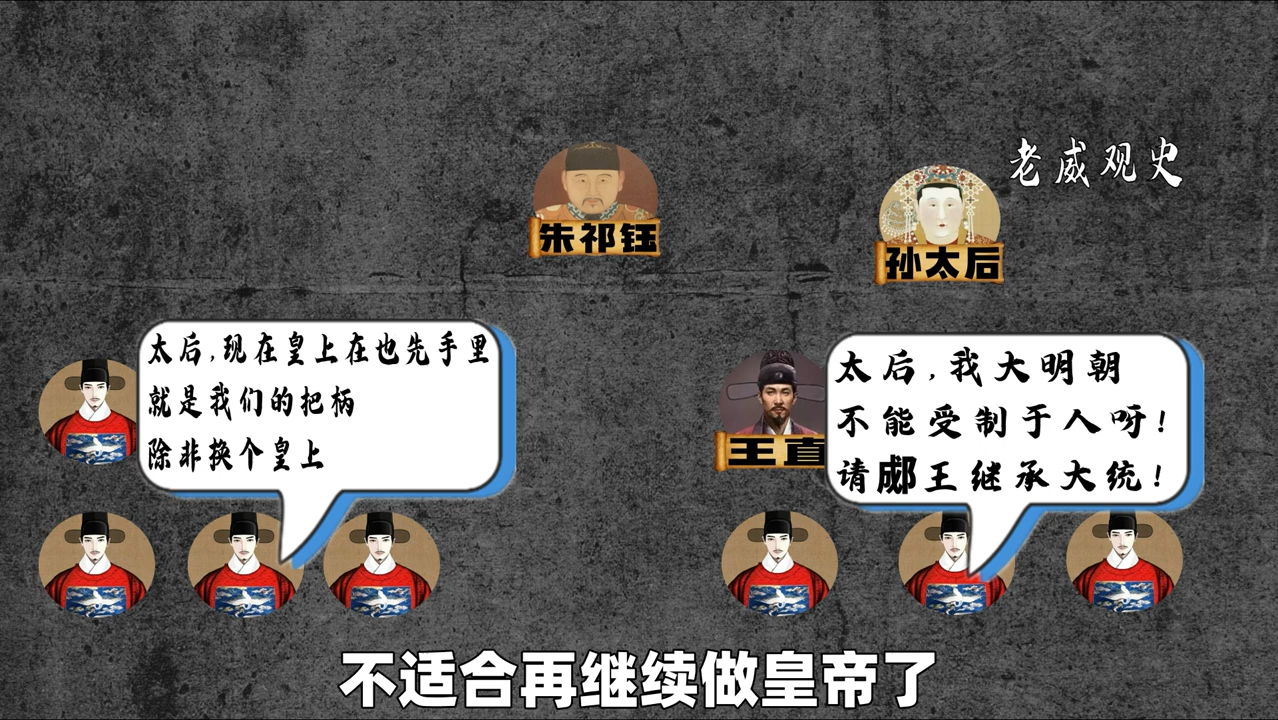 老威观史
朱祁钰
孙太后
太后,现在皇上在也先手里
就是我们的把柄
除非换个皇上
王直
太后,我大明朝
不能受制于人呀!
请郕王继承大统!
不适合再继续做皇帝了